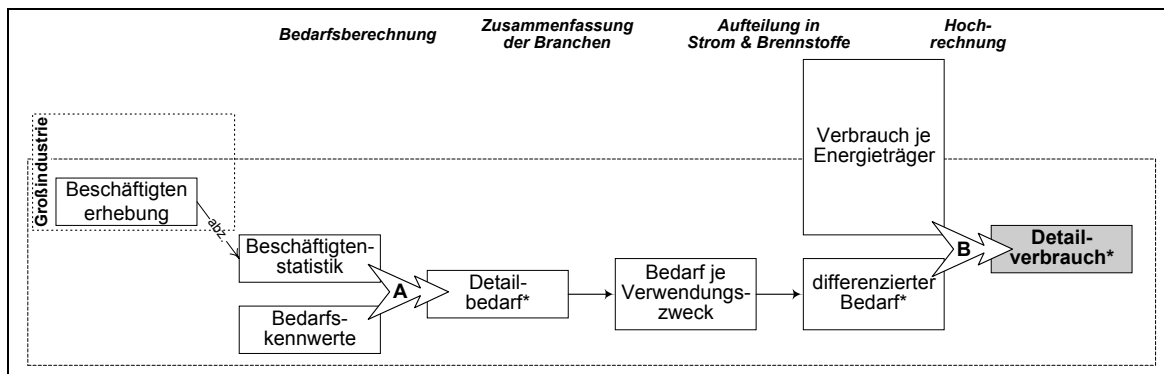 Bedarfsberechnung
Zusammenfassung
der Branchen
Aufteilung in
Strom & Brennstoffe
Hoch-
rechnung
Großindustrie
Beschäftigten
erhebung
abz.
Beschäftigten-
statistik
Bedarfs-
kennwerte
A
Detail-
bedarf*
Bedarf je
Verwendungs-
zweck
Verbrauch je
Energieträger
differenzierter
Bedarf*
B
Detail-
verbrauch*